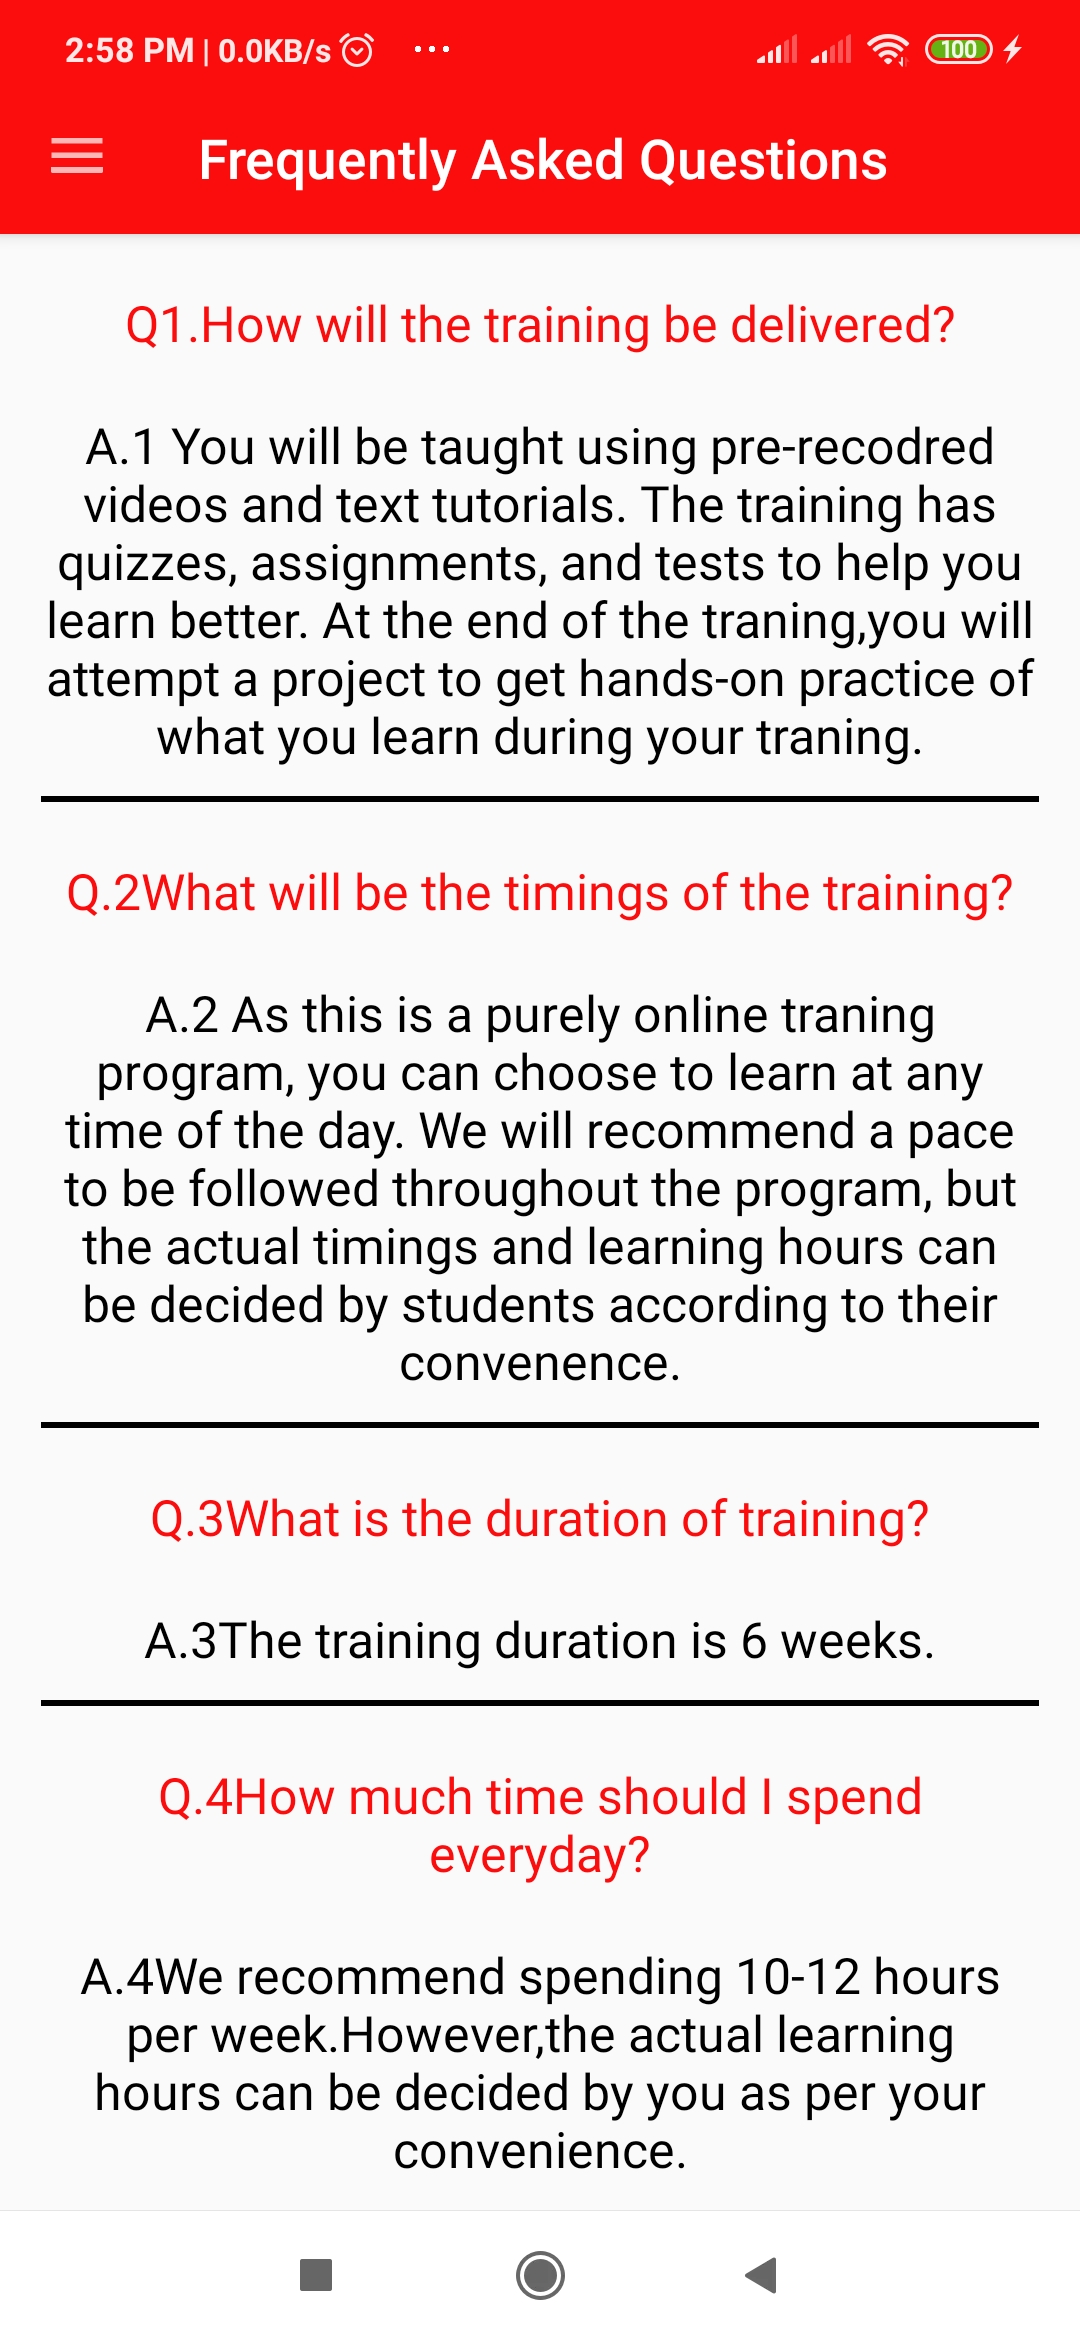 2:58 PM | 0.0KB/s ...
100
Frequently Asked Questions
Q1.How will the training be delivered?
A.1 You will be taught using pre-recodred
videos and text tutorials. The training has
quizzes, assignments, and tests to help you
learn better. At the end of the traning,you will
attempt a project to get hands-on practice of
what you learn during your traning.
Q.2What will be the timings of the training?
A.2 As this is a purely online traning
program, you can choose to learn at any
time of the day. We will recommend a pace
to be followed throughout the program, but
the actual timings and learning hours can
be decided by students according to their
convenence.
Q.3What is the duration of training?
A.3The training duration is 6 weeks.
Q.4How much time should I spend
everyday?
A.4We recommend spending 10-12 hours
per week.However,the actual learning
hours can be decided by you as per your
convenience.